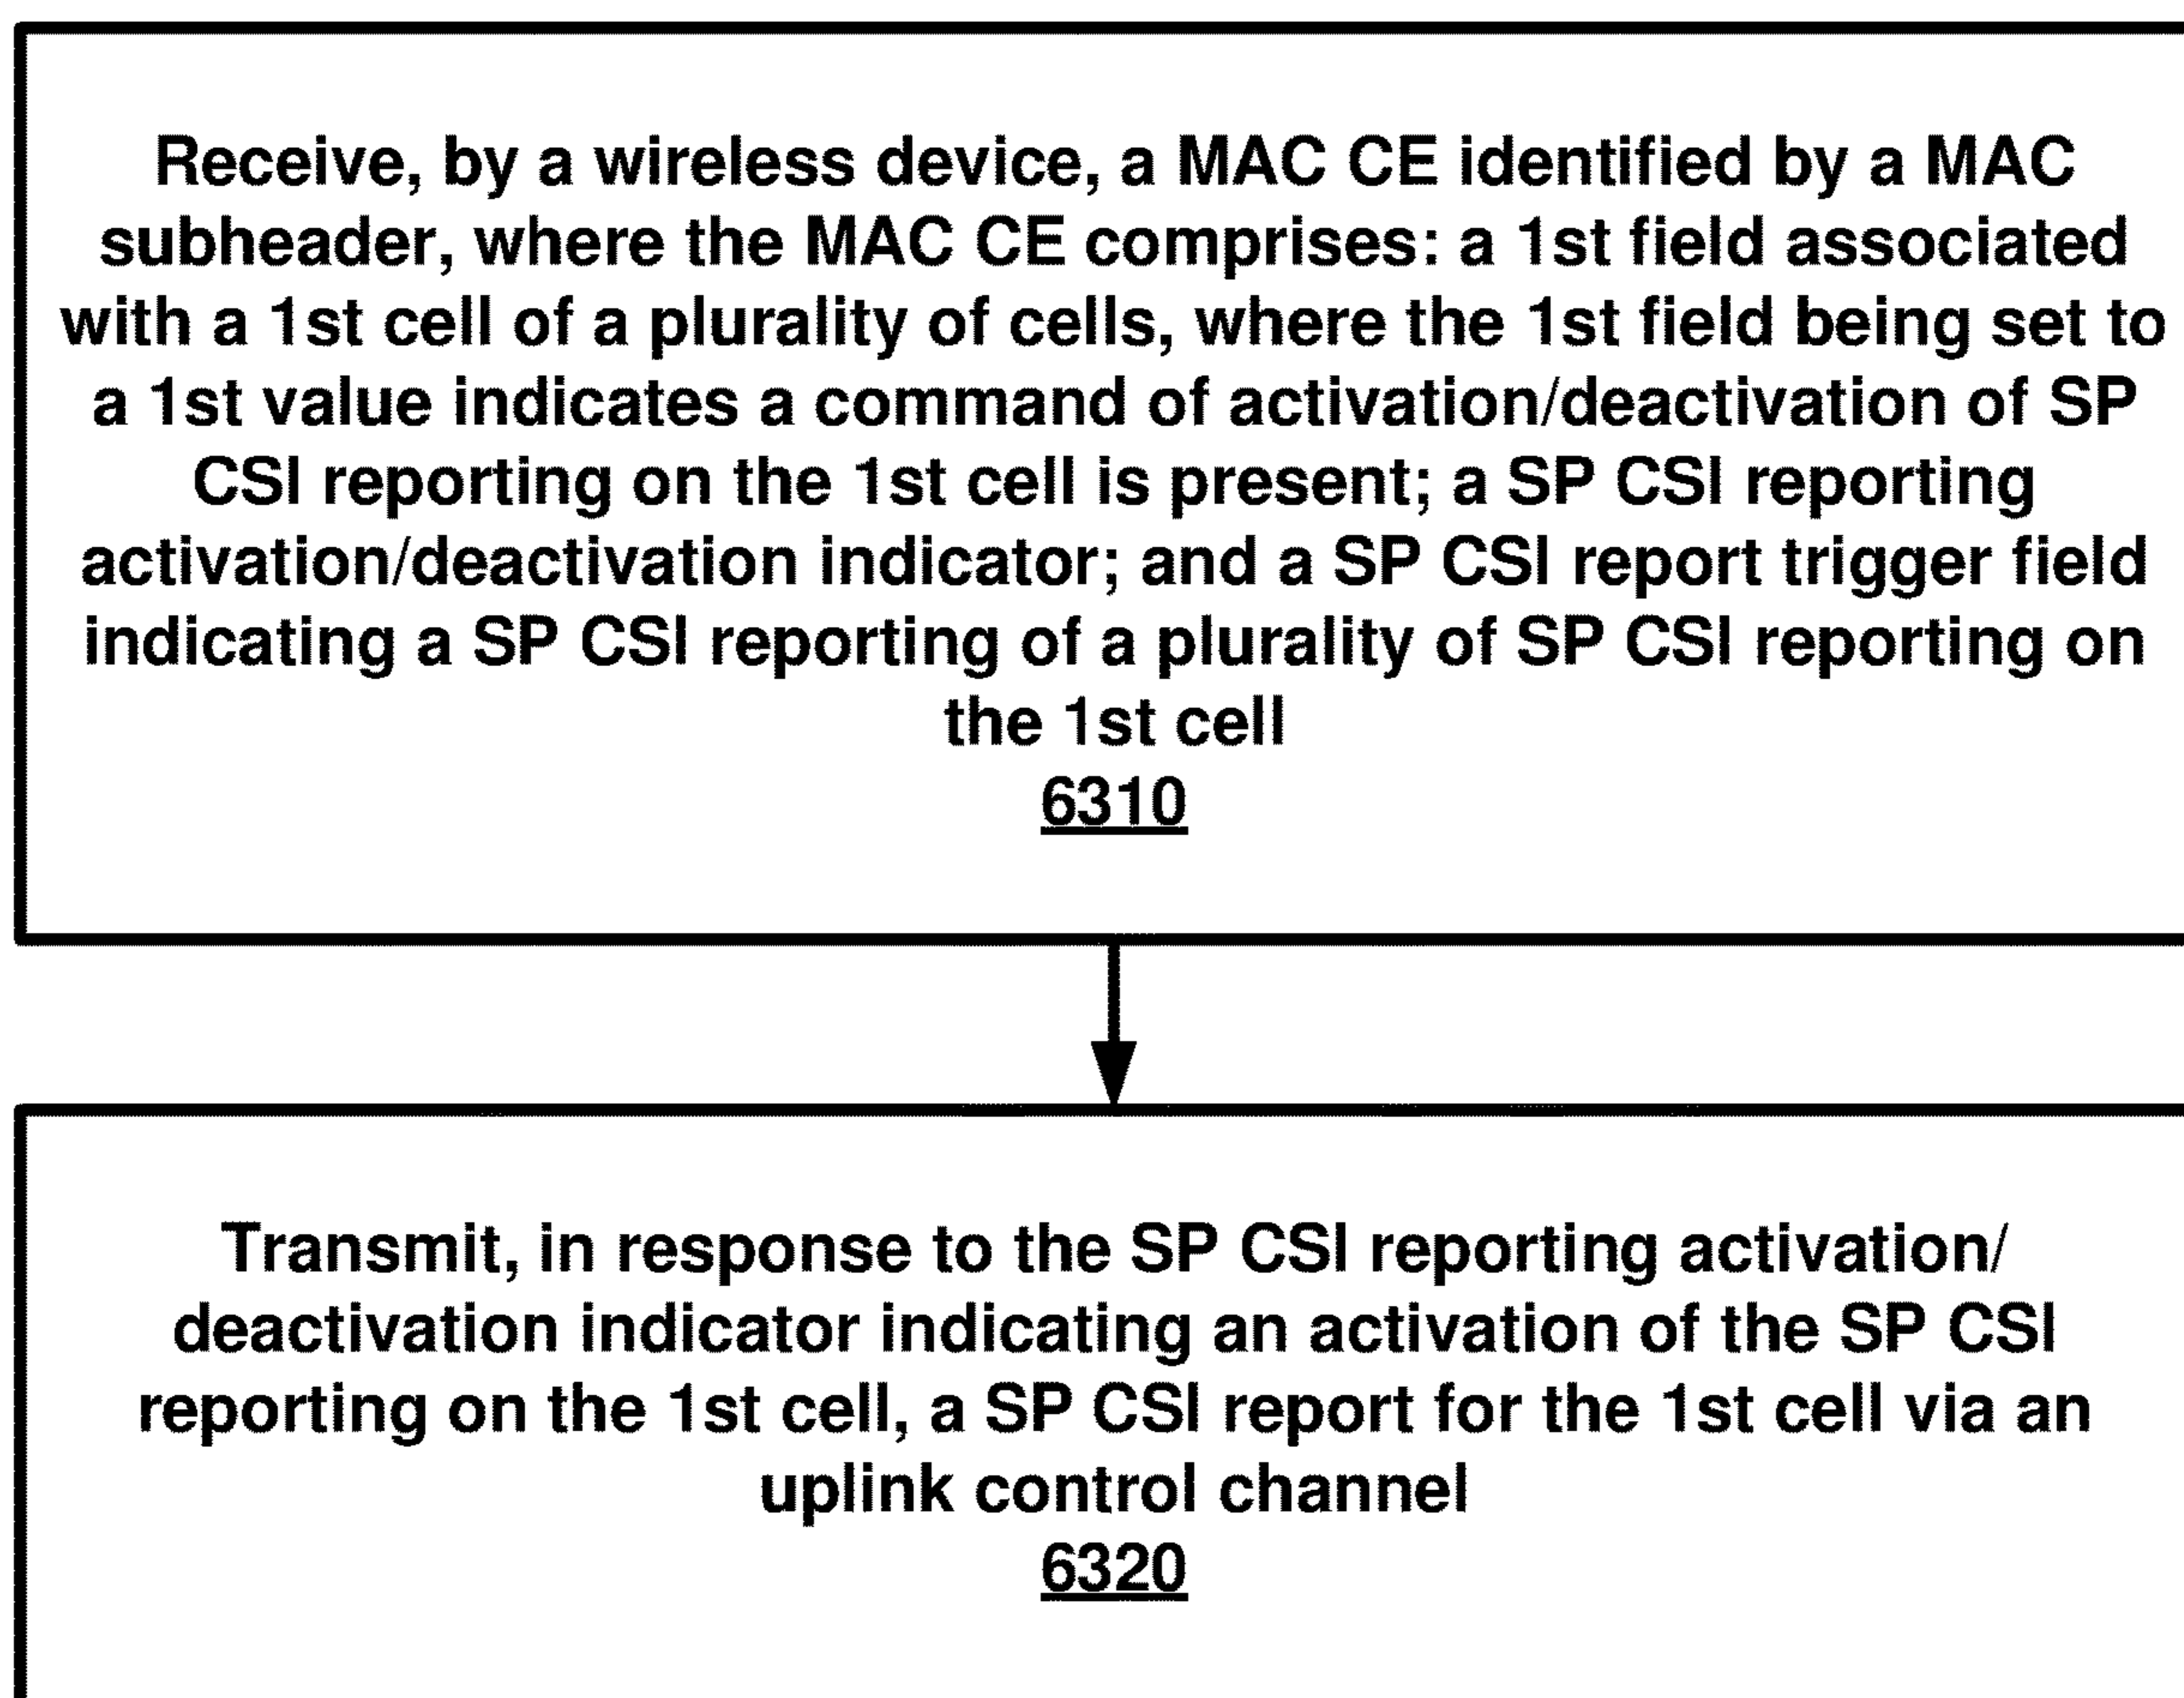 Receive, by a wireless device, a MAC CE identified by a MAC
subheader, where the MAC CE comprises: a 1st field associated
with a 1st cell of a plurality of cells, where the 1st field being set to
a 1st value indicates a command of activation/deactivation of SP
CSI reporting on the 1st cell is present; a SP CSI reporting
activation/deactivation indicator; and a SP CSI report trigger field
indicating a SP CSI reporting of a plurality of SP CSI reporting on
the 1st cell
6310
Transmit, in response to the SP CSI reporting activation/
deactivation indicator indicating an activation of the SP CSI
reporting on the 1st cell, a SP CSI report for the 1st cell via an
uplink control channel
6320